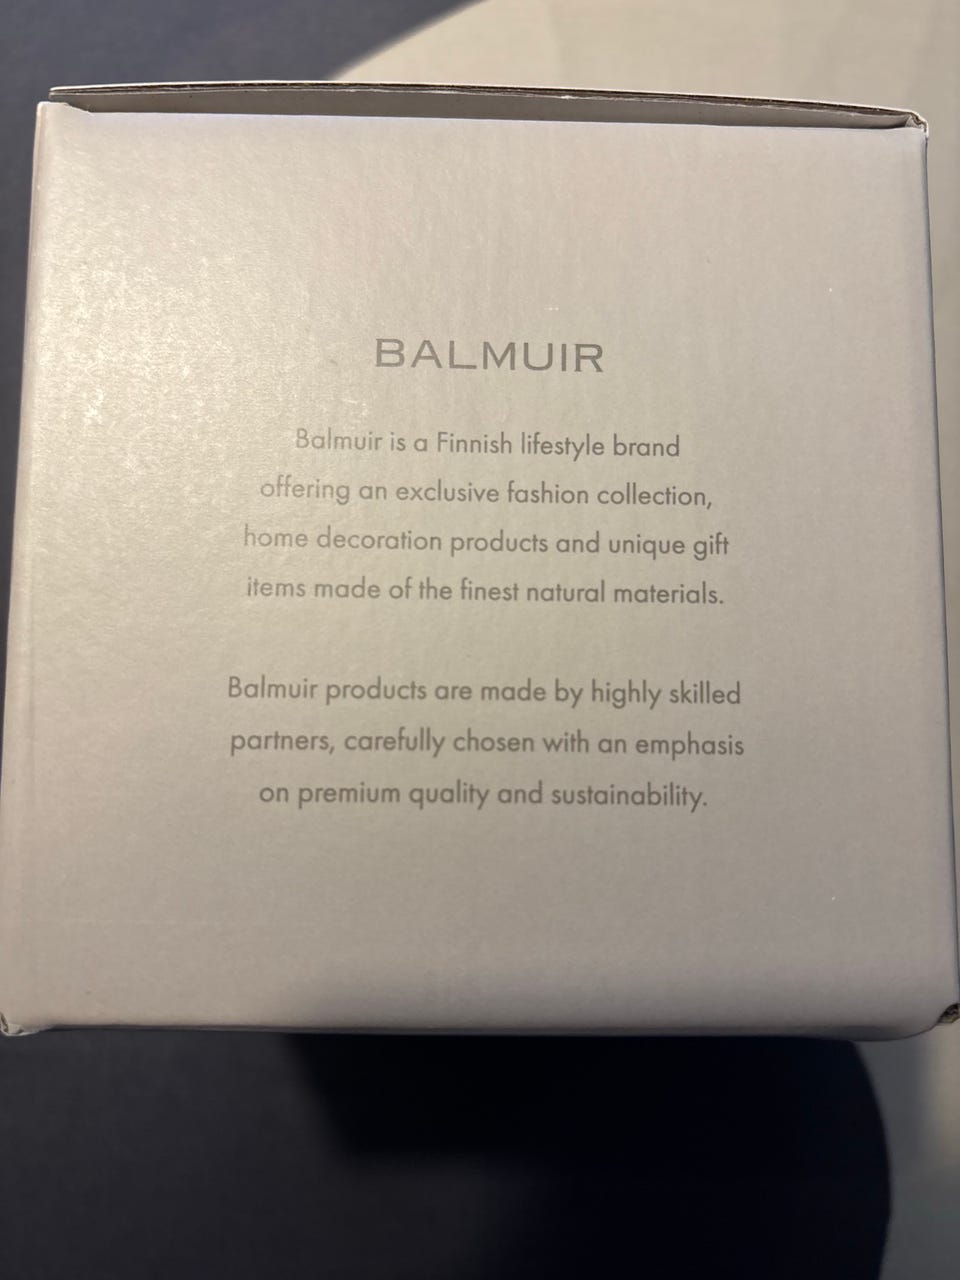 BALMUIR
Balmuir is a Finnish lifestyle brand
offering an exclusive fashion collection,
home decoration products and unique gift
items made of the finest natural materials.
Balmuir products are made by highly skilled
partners, carefully chosen with an emphasis
on premium quality and sustainability.